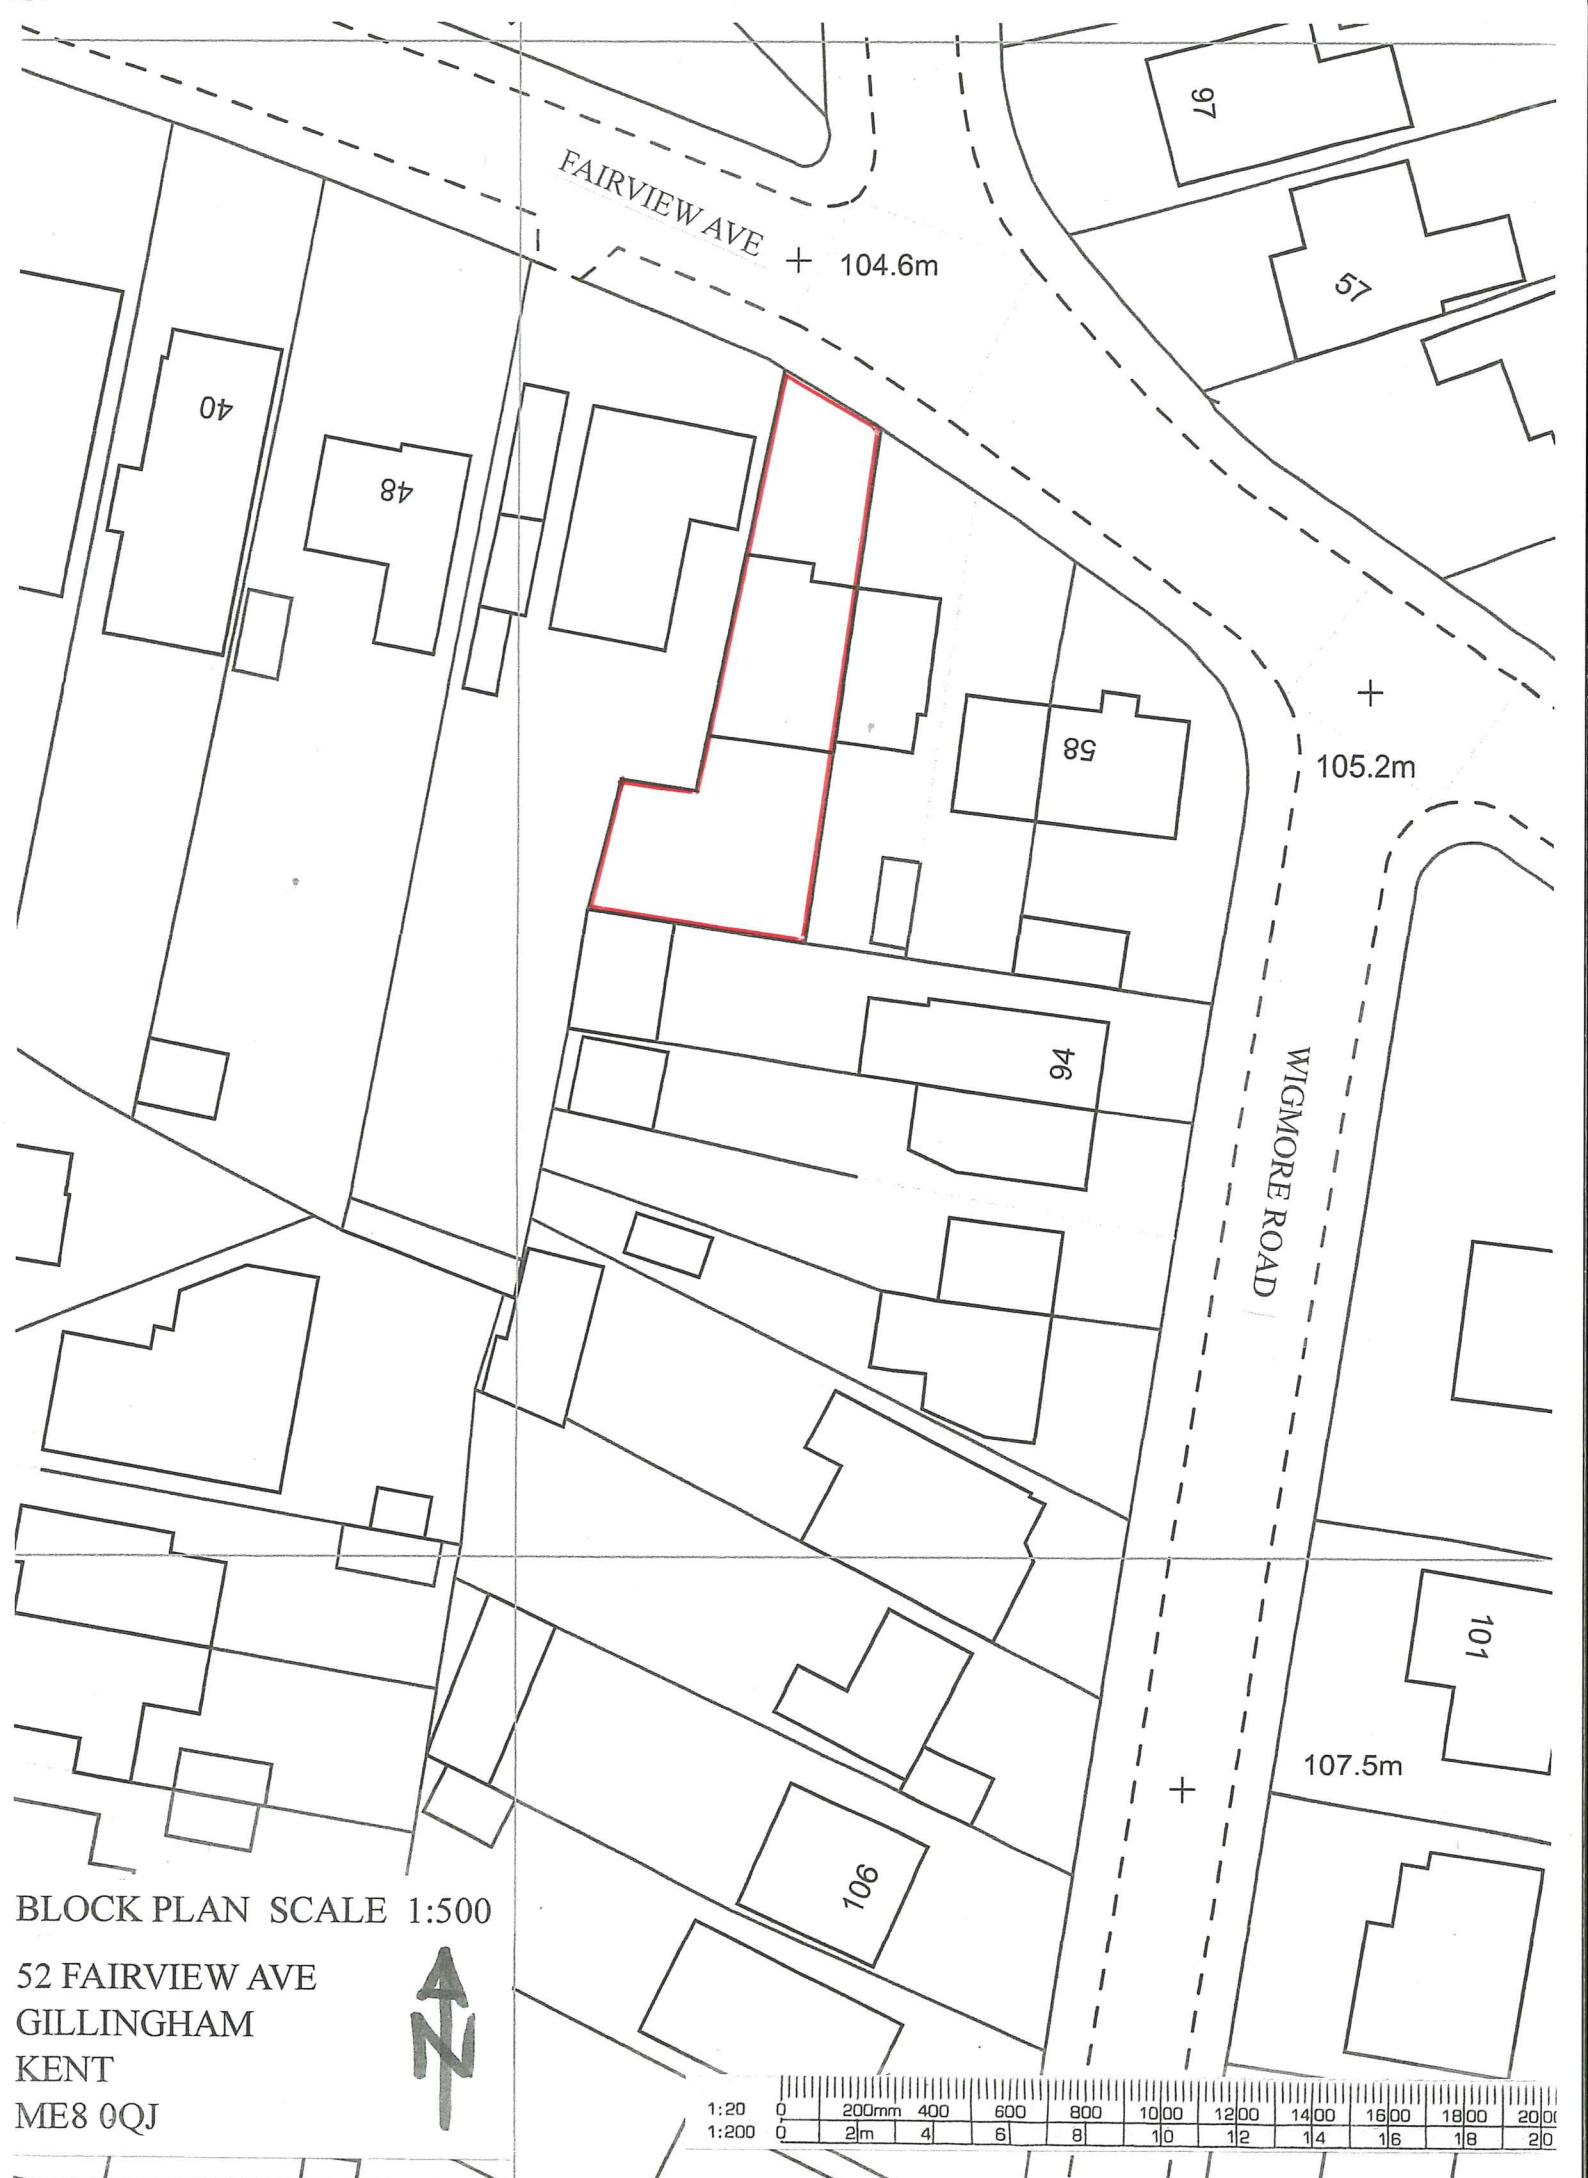 97
FAIRVIEW AVE
104.6m
57
40
48
58
105.2m
94
WIGMORE ROAD
101
107.5m
106
BLOCK PLAN SCALE 1:500
52 FAIRVIEW AVE
GILLINGHAM
KENT
ME8 0QJ
N
1:20 0 200mm 400 600 800 1000 1200 1400 1600 1800 2000
1:200 0 2m 4 6 8 10 12 14 16 18 20